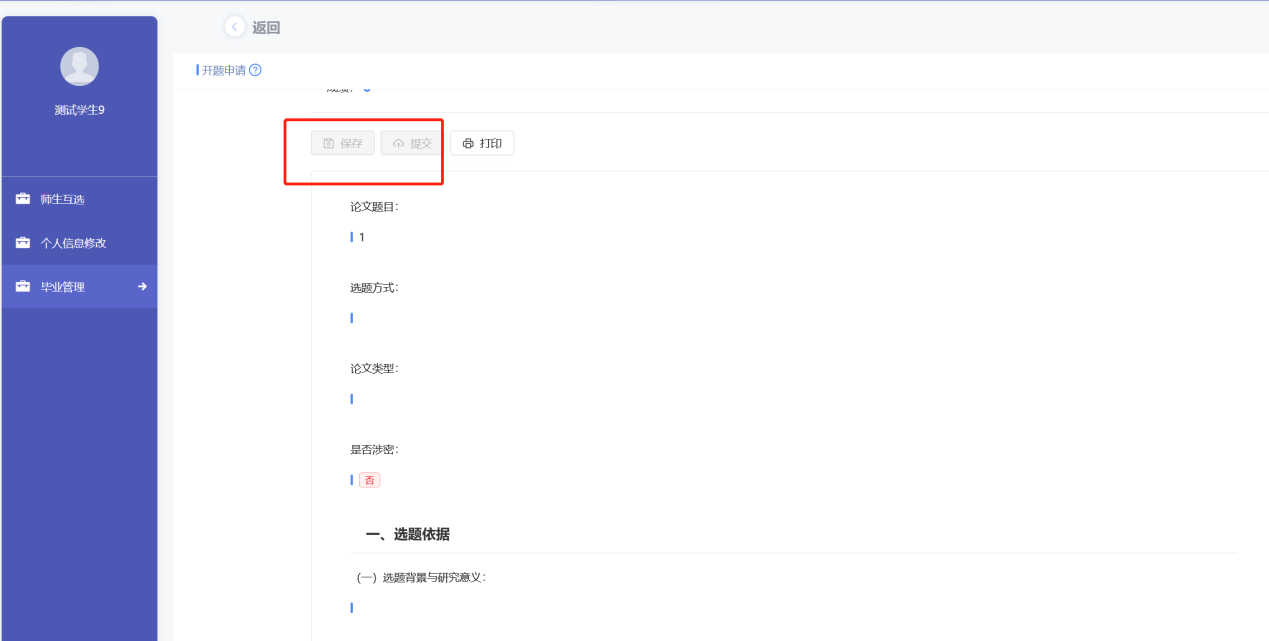 返回
开题申请
测试学生9
保存 提交 打印
师生互选
个人信息修改
毕业管理
论文题目：
1
选题方式：
论文类型：
是否涉密：
否
一、选题依据
(一) 选题背景与研究意义：